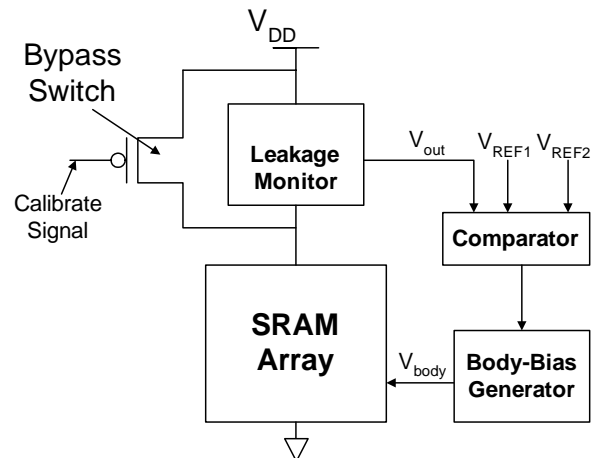 V_DD
Bypass
Switch
Leakage
Monitor
V_out
V_REF1
V_REF2
Calibrate
Signal
Comparator
SRAM
Array
V_body
Body-Bias
Generator